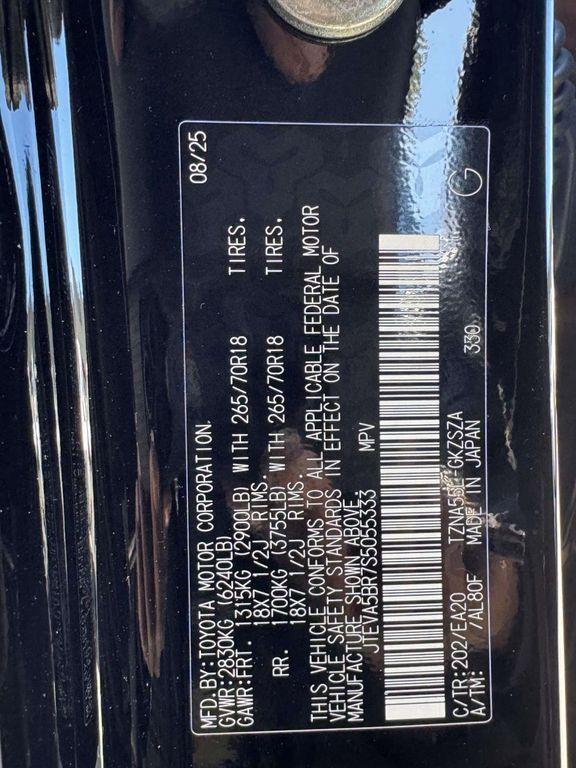 MFD.BY:TOYOTA MOTOR CORPORATION. 08/25
GVWR:2830KG (6240LB)
GAWR:FRT. 1315KG (2900LB) WITH 265/70R18 TIRES.
18X7 1/2J RIMS.
RR. 1700KG (3755LB) WITH 265/70R18 TIRES.
18X7 1/2J RIMS.
THIS VEHICLE CONFORMS TO ALL APPLICABLE FEDERAL MOTOR
VEHICLE SAFETY STANDARDS IN EFFECT ON THE DATE OF
MANUFACTURE SHOWN ABOVE.
JTEVA5BR7S5055333 MPV
C/TR:202/EA20 TZNA55L-GKZSZA
A/TM: /AL80F MADE IN JAPAN 330 G